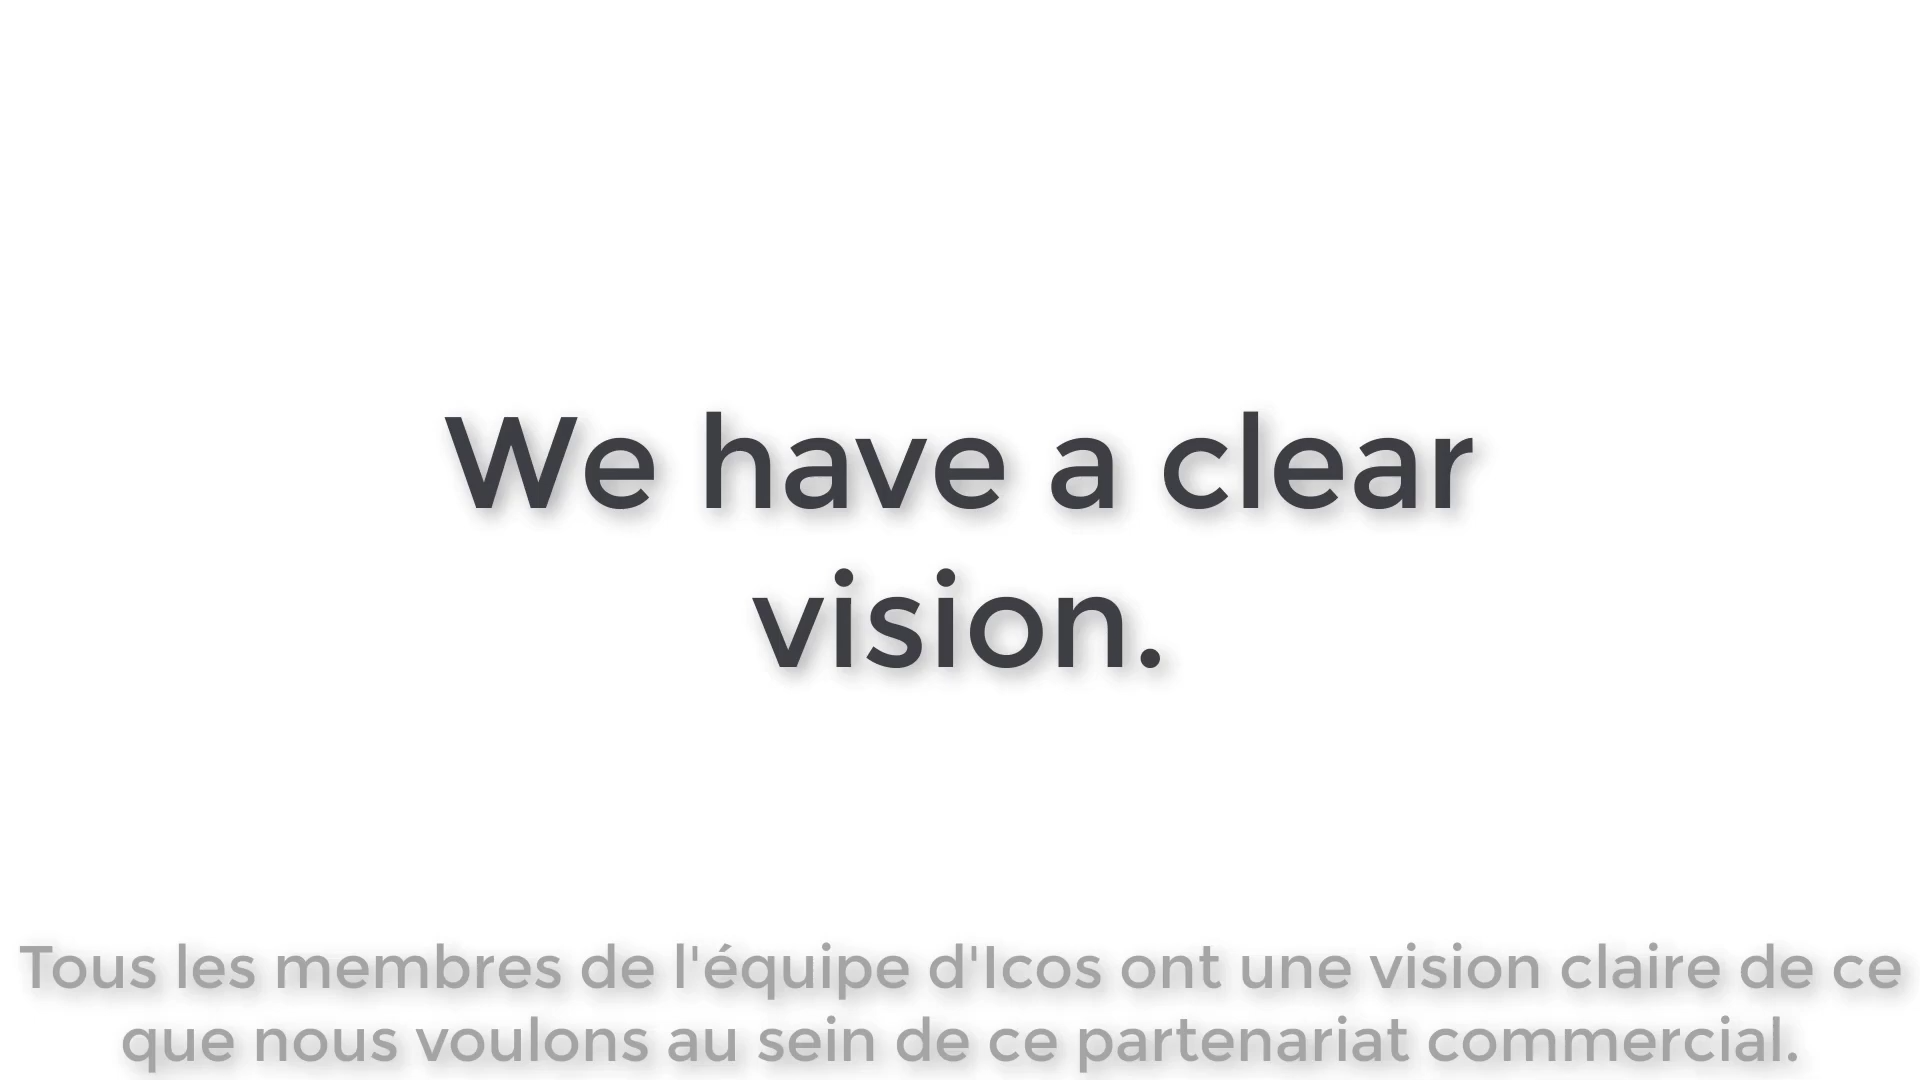 We have a clear
vision.
Tous les membres de l'équipe d'Icos ont une vision claire de ce
que nous voulons au sein de ce partenariat commercial.